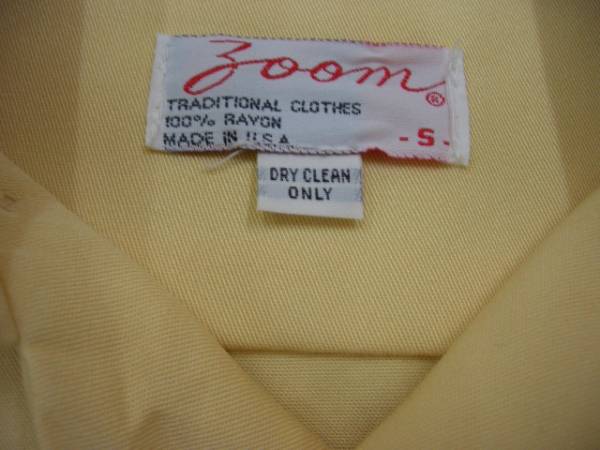 Zoom®
TRADITIONAL CLOTHES
100% RAYON
MADE IN U.S.A.
- S -
DRY CLEAN
ONLY